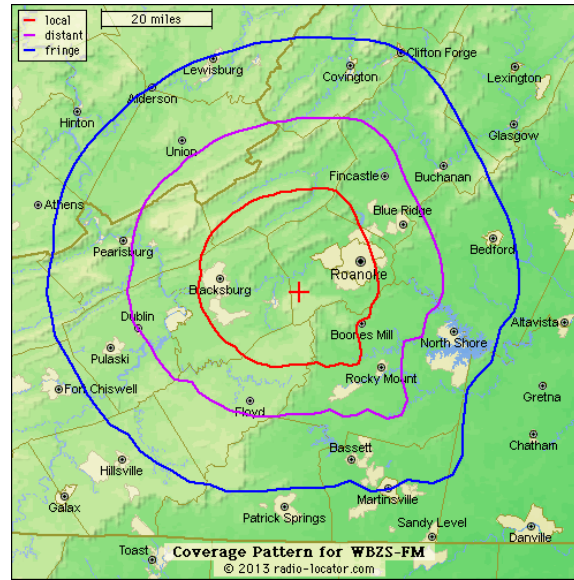 local
distant
fringe
20 miles
Clifton Forge
Lewisburg
Covington
Lexington
Alderson
Hinton
Glasgow
Union
Fincastle
Buchanan
Athens
Blue Ridge
Pearisburg
Bedford
Roanoke
Blacksburg
Dublin
Boones Mill
Altavista
North Shore
Pulaski
Rocky Mount
Fort Chiswell
Gretna
Floyd
Chatham
Bassett
Hillsville
Martinsville
Galax
Patrick Springs
Sandy Level
Danville
Toast
Coverage Pattern for WBZS-FM
© 2013 radio-locator.com